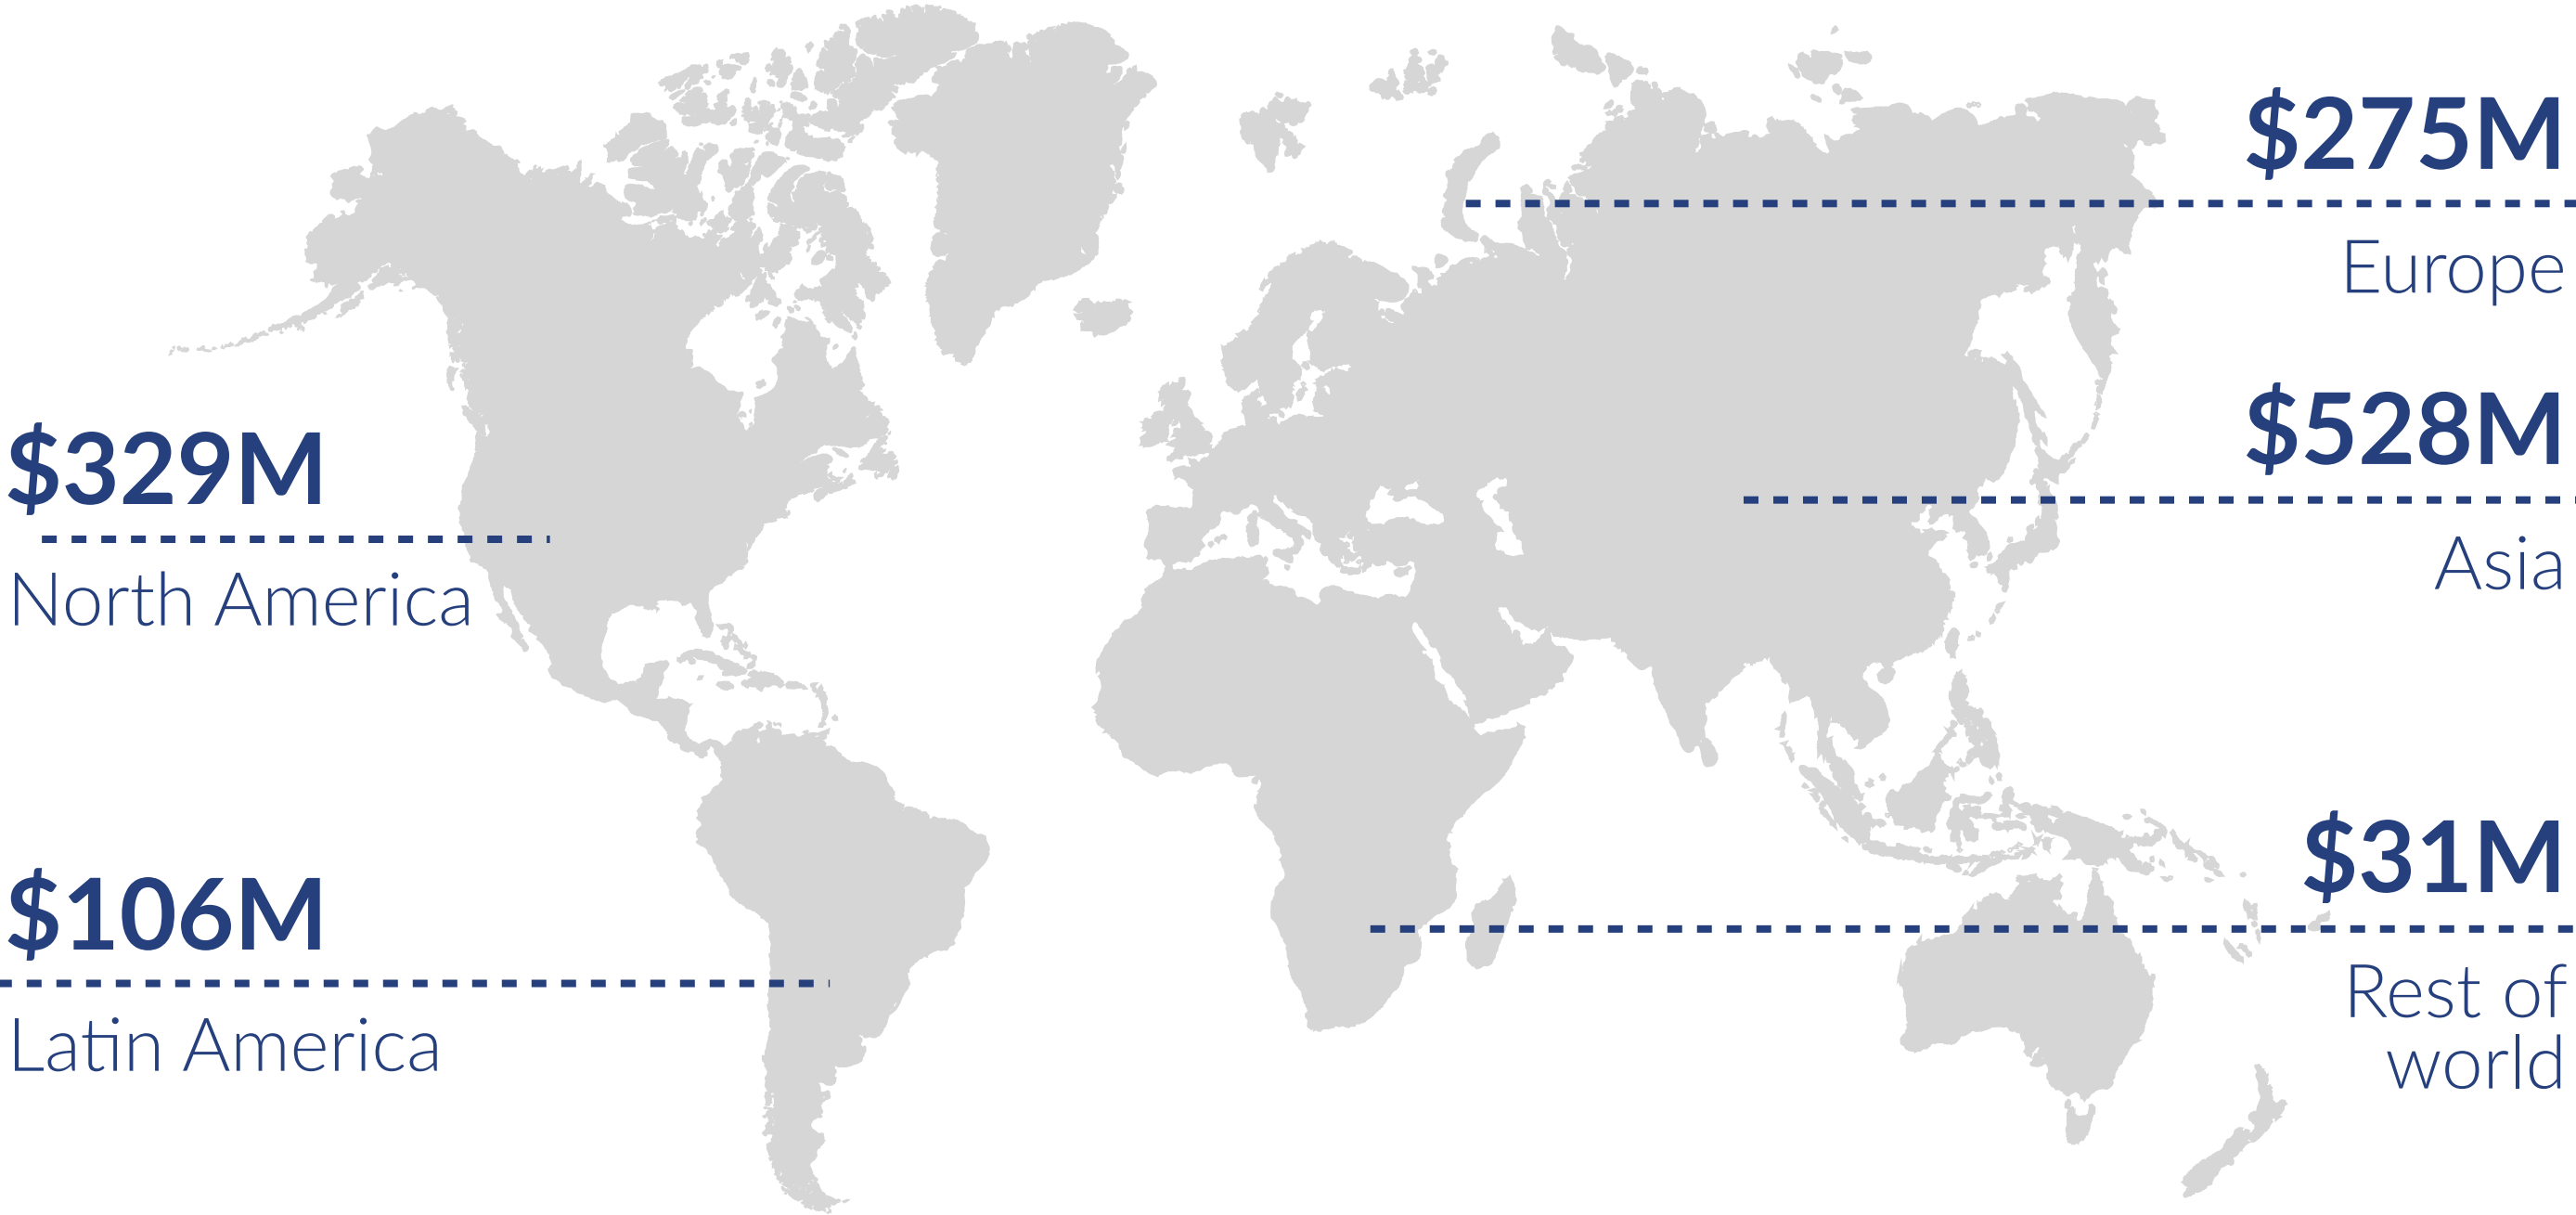 $275M
Europe
$528M
Asia
$329M
North America
$31M
Rest of
world
$106M
Latin America